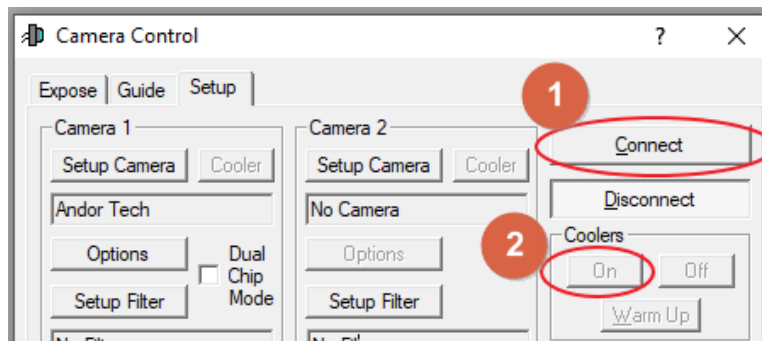 Camera Control
?
Expose Guide Setup
1
Camera 1
Setup Camera Cooler
Andor Tech
Options
Dual Chip Mode
Setup Filter
Camera 2
Setup Camera Cooler
No Camera
Options
Setup Filter
Connect
Disconnect
2
Coolers
On Off
Warm Up